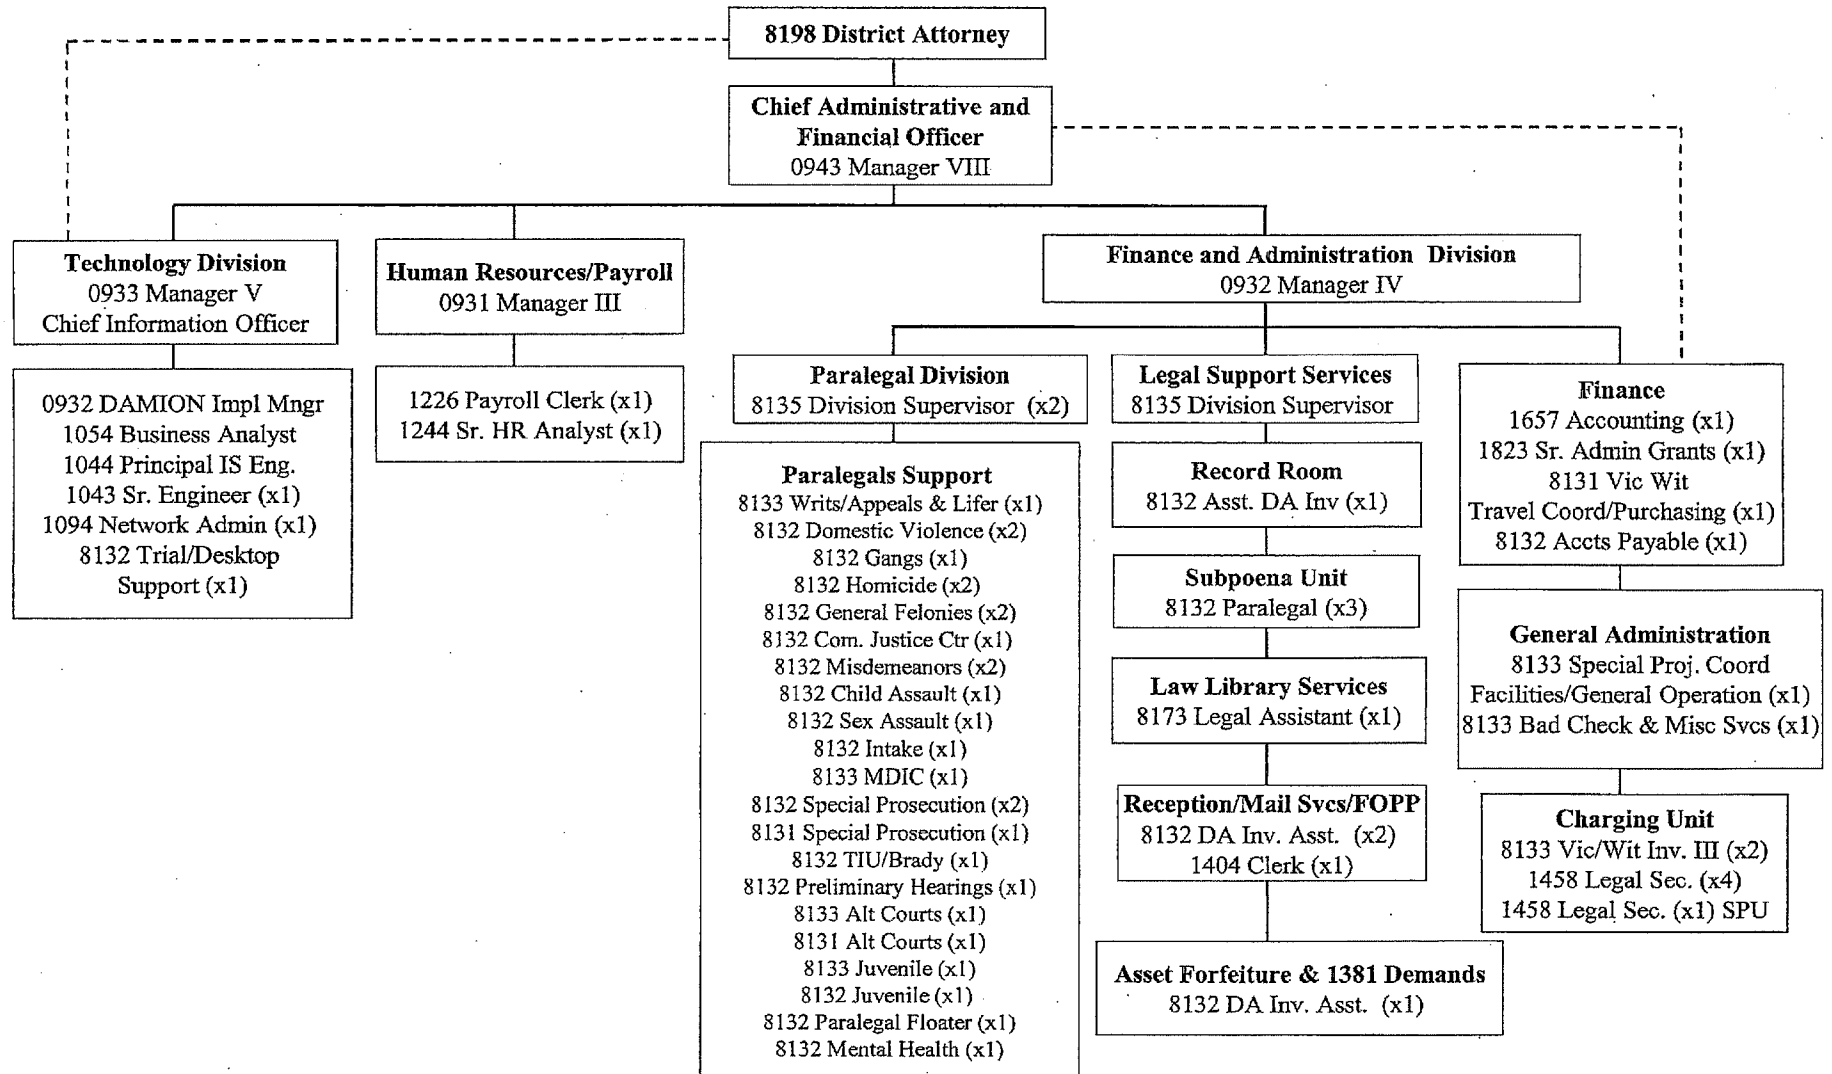 8198 District Attorney
Chief Administrative and
Financial Officer
0943 Manager VIII
Technology Division
0933 Manager V
Chief Information Officer
Human Resources/Payroll
0931 Manager III
Finance and Administration Division
0932 Manager IV
0932 DAMION Impl Mngr
1054 Business Analyst
1044 Principal IS Eng.
1043 Sr. Engineer (x1)
1094 Network Admin (x1)
8132 Trial/Desktop
Support (x1)
1226 Payroll Clerk (x1)
1244 Sr. HR Analyst (x1)
Paralegal Division
8135 Division Supervisor (x2)
Paralegals Support
8133 Writs/Appeals & Lifer (x1)
8132 Domestic Violence (x2)
8132 Gangs (x1)
8132 Homicide (x2)
8132 General Felonies (x2)
8132 Com. Justice Ctr (x1)
8132 Misdemeanors (x2)
8132 Child Assault (x1)
8132 Sex Assault (x1)
8132 Intake (x1)
8133 MDIC (x1)
8132 Special Prosecution (x2)
8131 Special Prosecution (x1)
8132 TIU/Brady (x1)
8132 Preliminary Hearings (x1)
8133 Alt Courts (x1)
8131 Alt Courts (x1)
8133 Juvenile (x1)
8132 Juvenile (x1)
8132 Paralegal Floater (x1)
8132 Mental Health (x1)
Legal Support Services
8135 Division Supervisor
Record Room
8132 Asst. DA Inv (x1)
Subpoena Unit
8132 Paralegal (x3)
Law Library Services
8173 Legal Assistant (x1)
Reception/Mail Svcs/FOPP
8132 DA Inv. Asst. (x2)
1404 Clerk (x1)
Asset Forfeiture & 1381 Demands
8132 DA Inv. Asst. (x1)
Finance
1657 Accounting (x1)
1823 Sr. Admin Grants (x1)
8131 Vic Wit
Travel Coord/Purchasing (x1)
8132 Accts Payable (x1)
General Administration
8133 Special Proj. Coord
Facilities/General Operation (x1)
8133 Bad Check & Misc Svcs (x1)
Charging Unit
8133 Vic/Wit Inv. III (x2)
1458 Legal Sec. (x4)
1458 Legal Sec. (x1) SPU